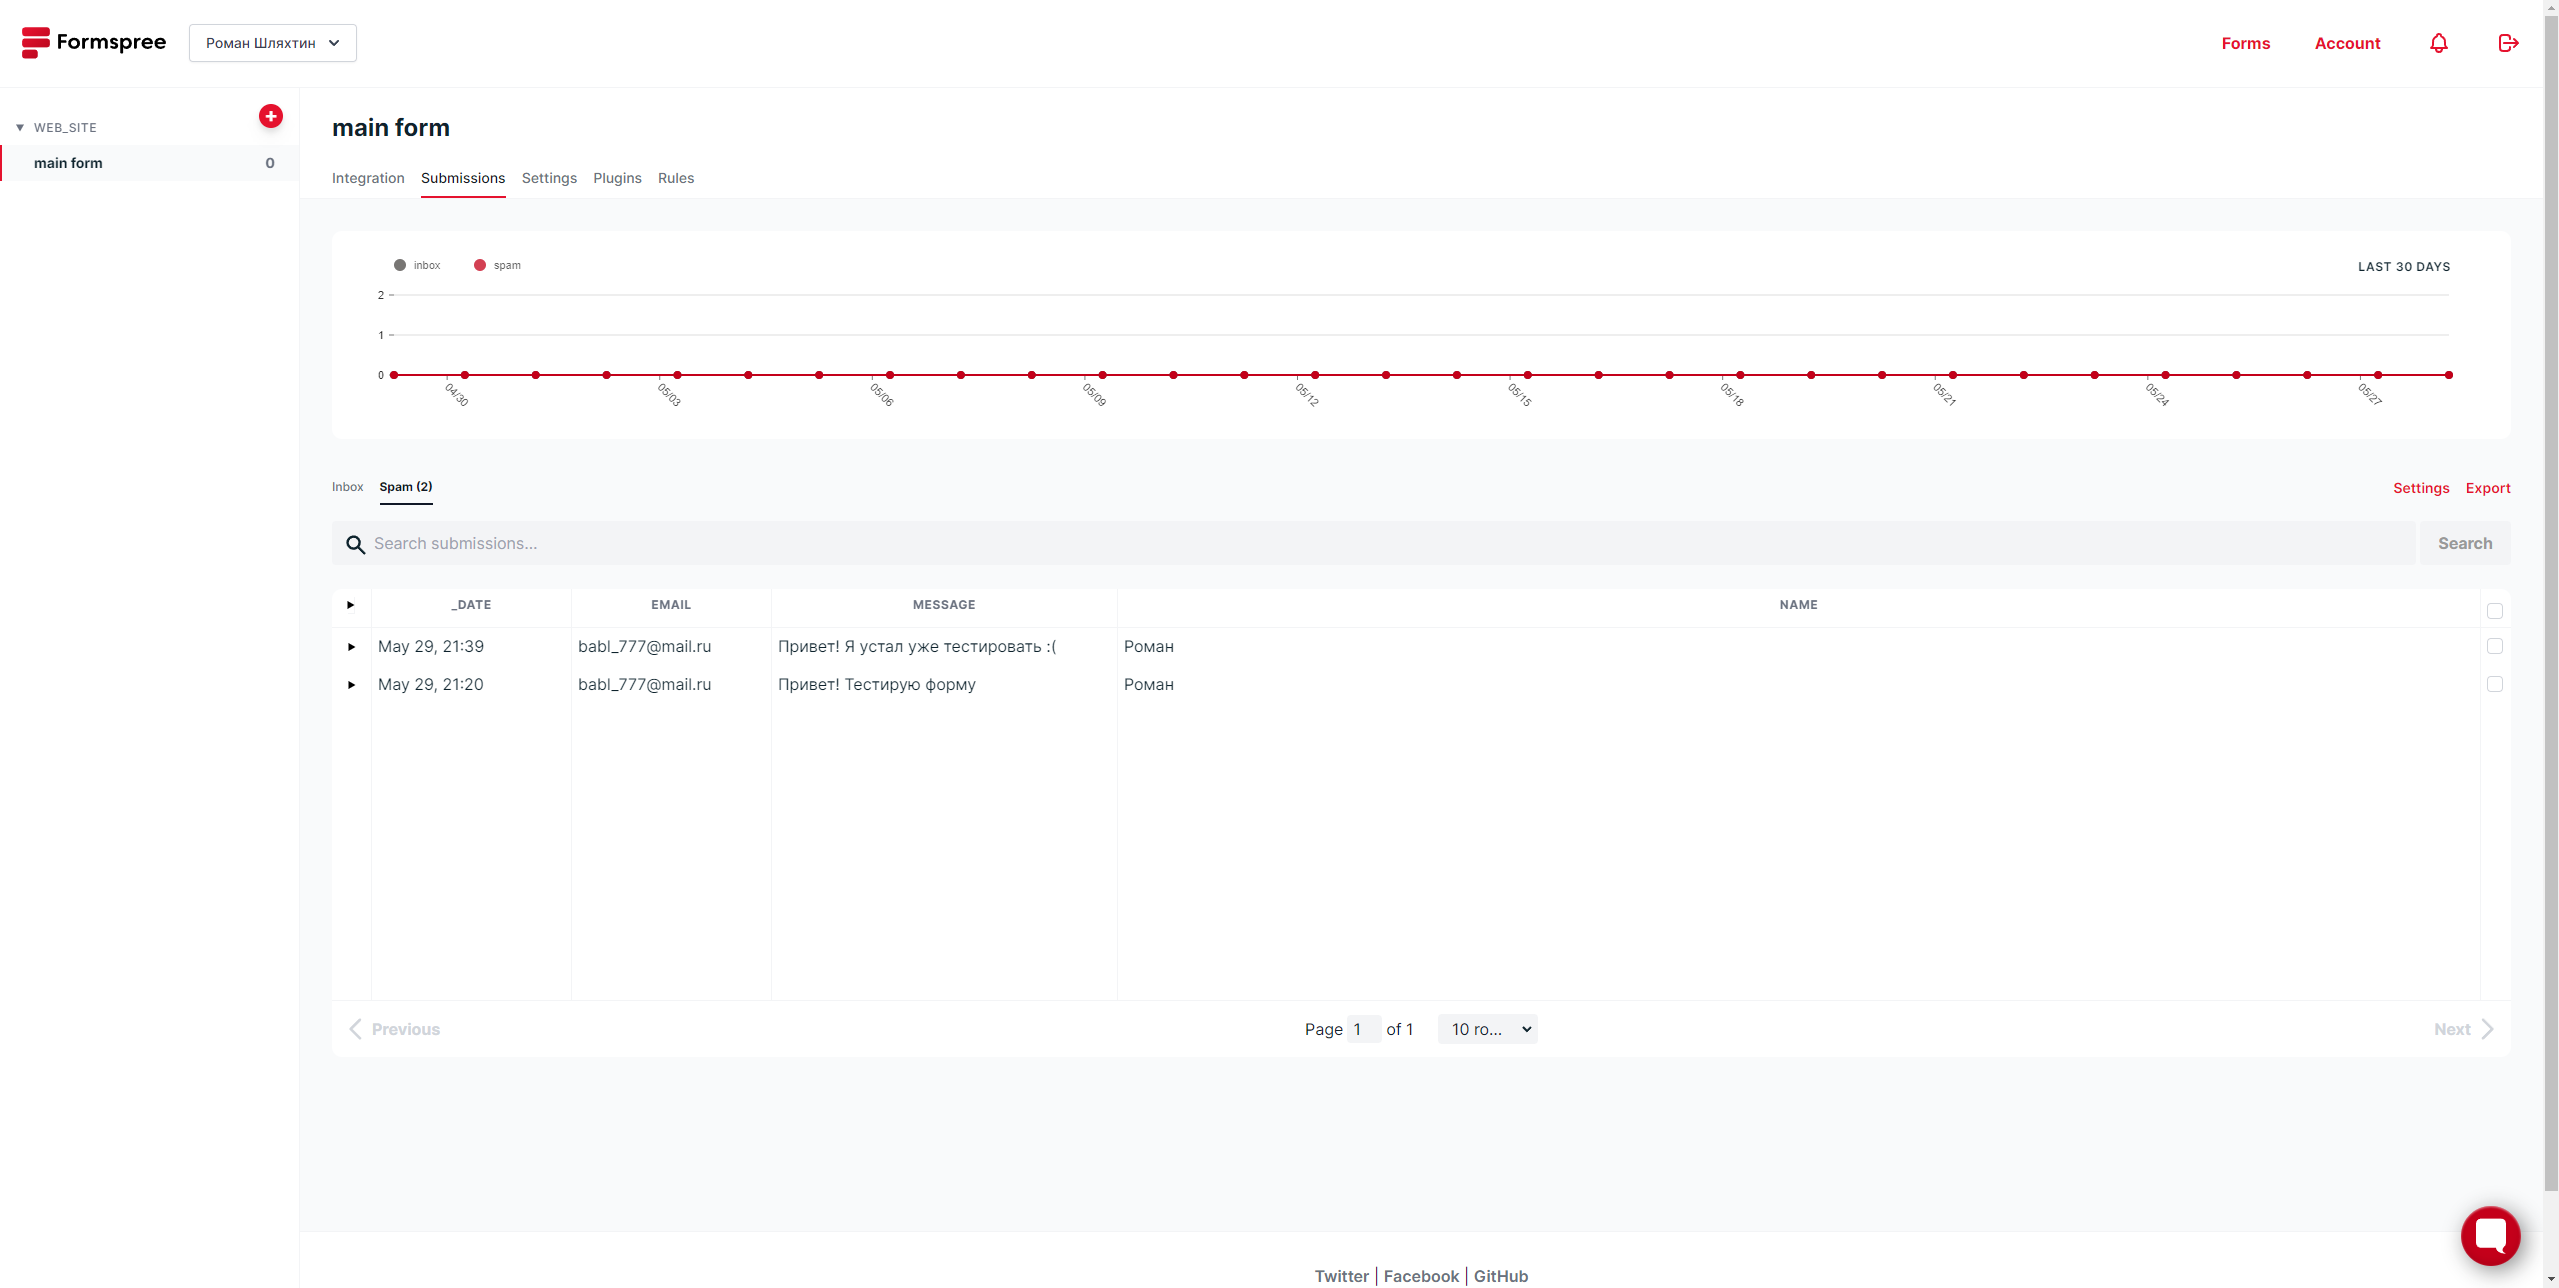 Formspree
Роман Шляхтин
Forms
Account
WEB_SITE
main form
0
main form
Integration
Submissions
Settings
Plugins
Rules
inbox
spam
LAST 30 DAYS
2
1
0
04/30
05/03
05/06
05/09
05/12
05/15
05/18
05/21
05/24
05/27
Inbox
Spam (2)
Settings
Export
Search submissions...
Search
_DATE
EMAIL
MESSAGE
NAME
May 29, 21:39
babl_777@mail.ru
Привет! Я устал уже тестировать :(
Роман
May 29, 21:20
babl_777@mail.ru
Привет! Тестирую форму
Роман
Previous
Page 1 of 1
10 ro...
Next
Twitter | Facebook | GitHub